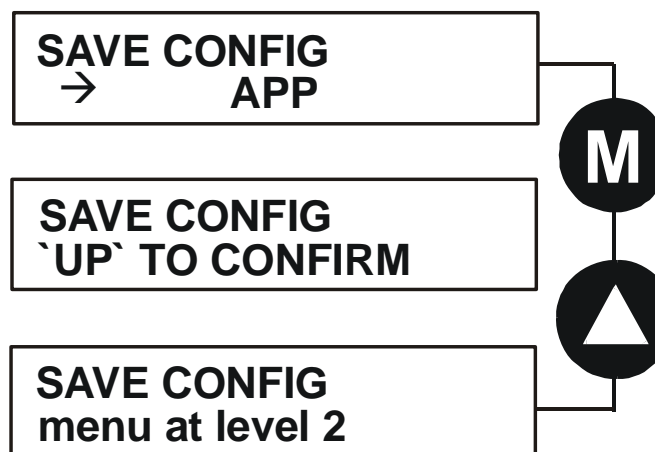 SAVE CONFIG
→ APP
M
SAVE CONFIG
`UP` TO CONFIRM
SAVE CONFIG
menu at level 2